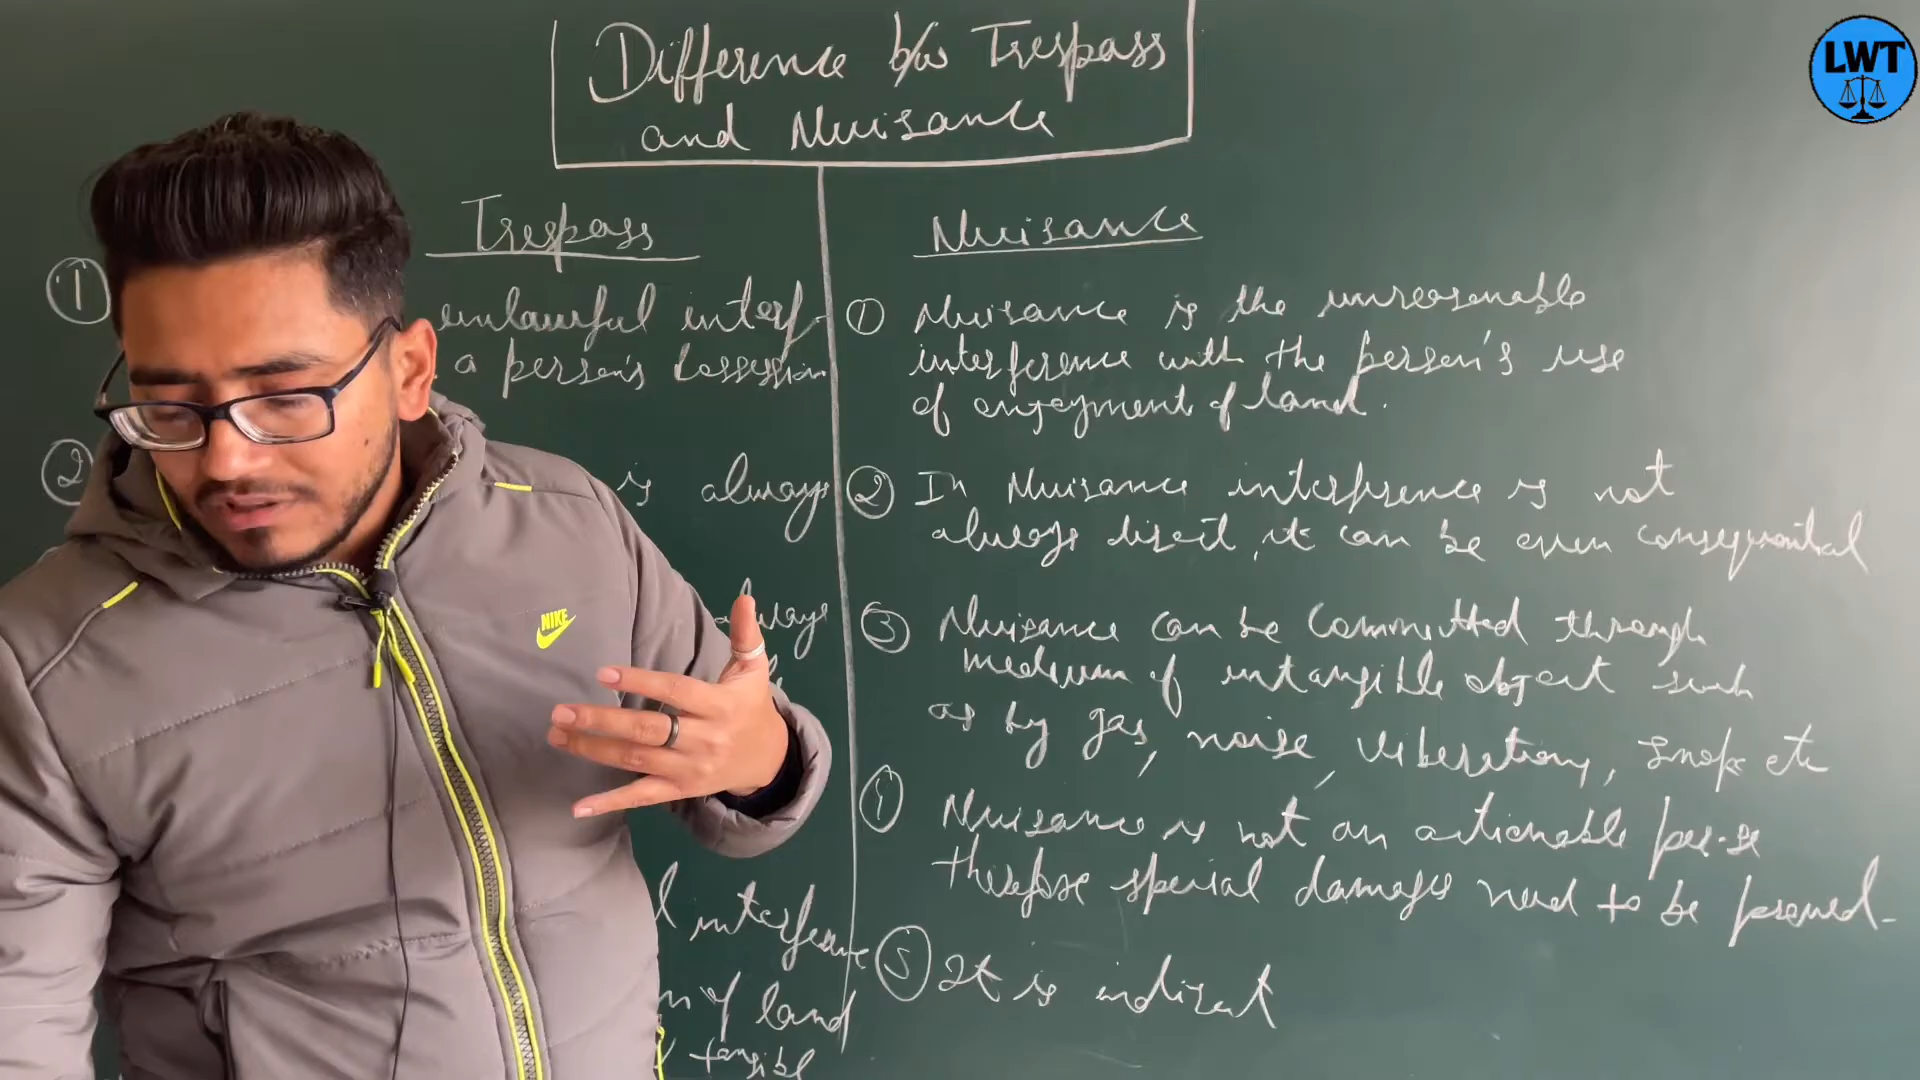 Difference b/w Trespass
and Nuisance
LWT
Trespass
①
unlawful interf-
a person's possession
②
is always
always
l interference
of land
tangible
NIKE
Nuisance
① Nuisance is the unreasonable
interference with the person's use
of enjoyment of land.
② In Nuisance interference is not
always direct, it can be even consequential
③ Nuisance can be committed through
medium of intangible object such
as by gas, noise, viberations, smoke etc
④ Nuisance is not an actionable per-se
therefore special damages need to be proved-
⑤ It is indirect